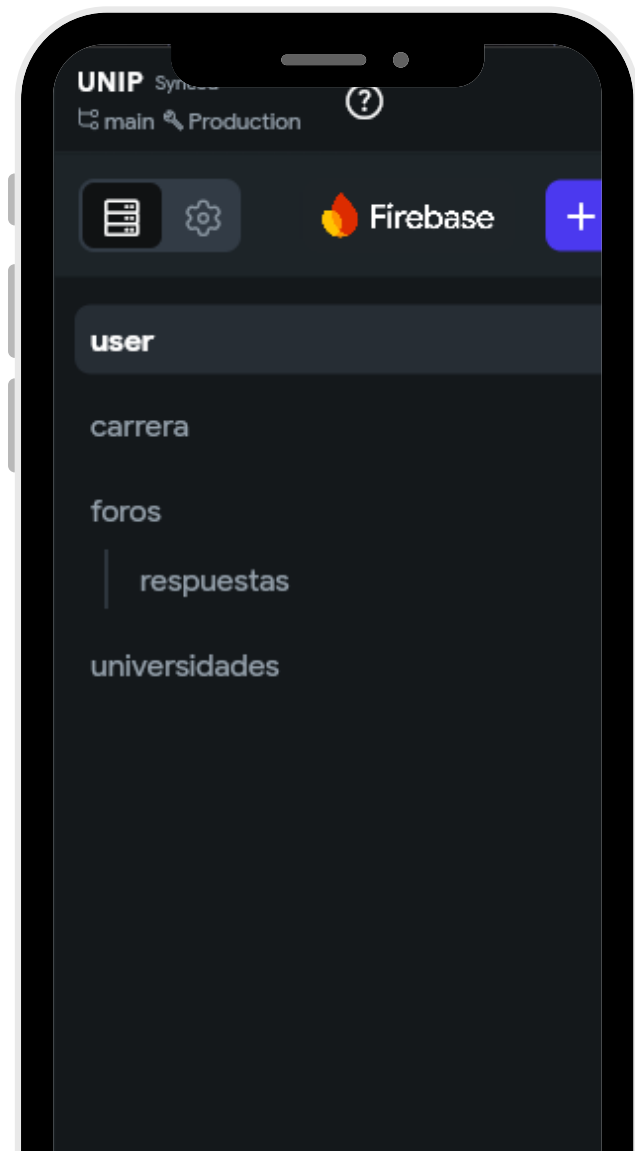 UNIP
main Production
Firebase
user
carrera
foros
respuestas
universidades